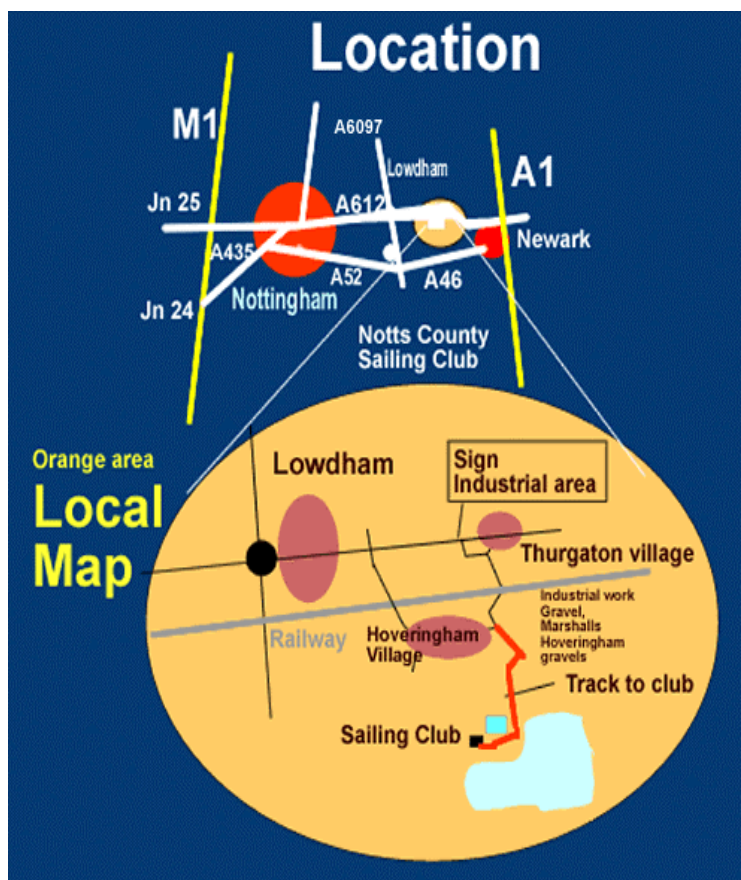 Location
M1
A6097
Lowdham
A1
Jn 25
A612
Newark
A435
A52
A46
Nottingham
Jn 24
Notts County
Sailing Club
Orange area
Local
Map
Lowdham
Sign
Industrial area
Thurgaton village
Railway
Hoveringham
Village
Industrial work
Gravel,
Marshalls
Hoveringham
gravels
Track to club
Sailing Club